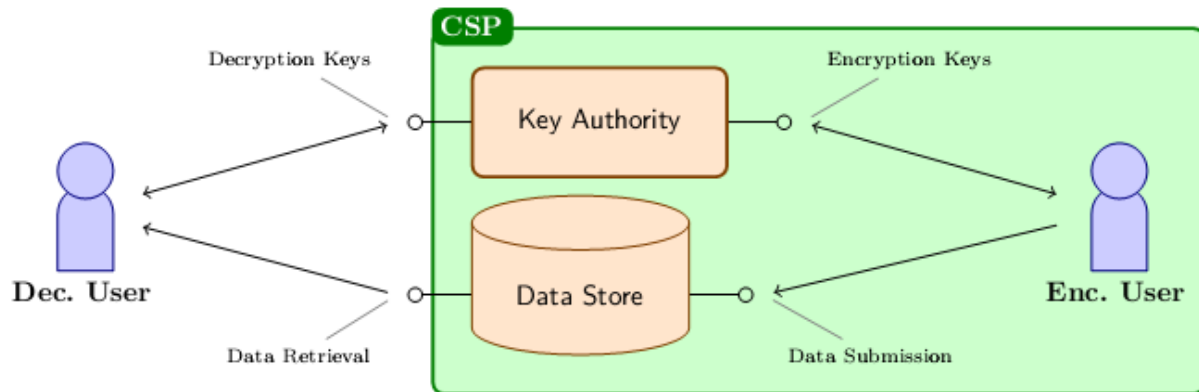 CSP
Decryption Keys
Encryption Keys
Key Authority
Dec. User
Data Store
Enc. User
Data Retrieval
Data Submission